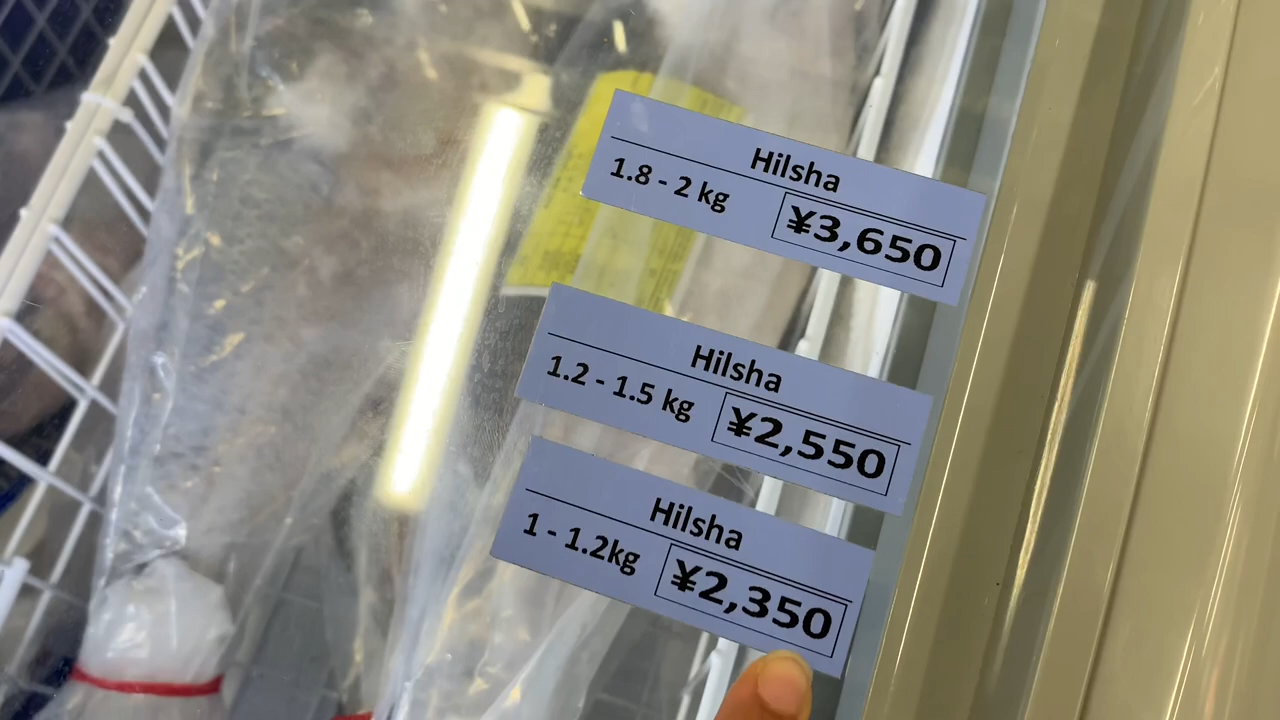 Hilsha
1.8 - 2 kg
¥3,650
Hilsha
1.2 - 1.5 kg
¥2,550
Hilsha
1 - 1.2kg
¥2,350